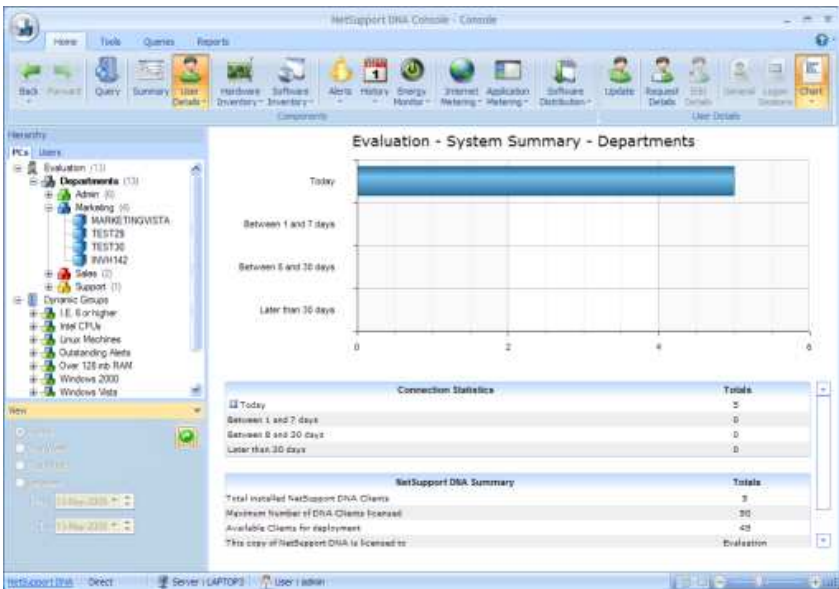 NetSupport DNA Console - Console
Home Tools Queries Reports
Back Forward Query Summary User Details Hardware Inventory Software Inventory Alerts History Energy Monitor Internet Metering Application Metering Software Distribution Update Request Details Edit Details General Logon Sessions Chart
Components User Details
Hierarchy
PCs Users
Evaluation (13)
Departments (13)
Admin (6)
Marketing (4)
MARKETINGVISTA
TEST29
TEST30
INVH142
Sales (2)
Support (1)
Dynamic Groups
I.E. 6 or higher
Intel CPUs
Linux Machines
Outstanding Alerts
Over 128 mb RAM
Windows 2000
Windows Vista
View
Evaluation - System Summary - Departments
Today
Between 1 and 7 days
Between 8 and 30 days
Later than 30 days
0 2 4 6
Connection Statistics Totals
Today 5
Between 1 and 7 days 0
Between 8 and 30 days 0
Later than 30 days 0
NetSupport DNA Summary Totals
Total installed NetSupport DNA Clients
Maximum Number of DNA Clients licensed 50
Available Clients for deployment
This copy of NetSupport DNA is licensed to Evaluation
NetSupport DNA Direct Server : LAPTOP3 User : admin